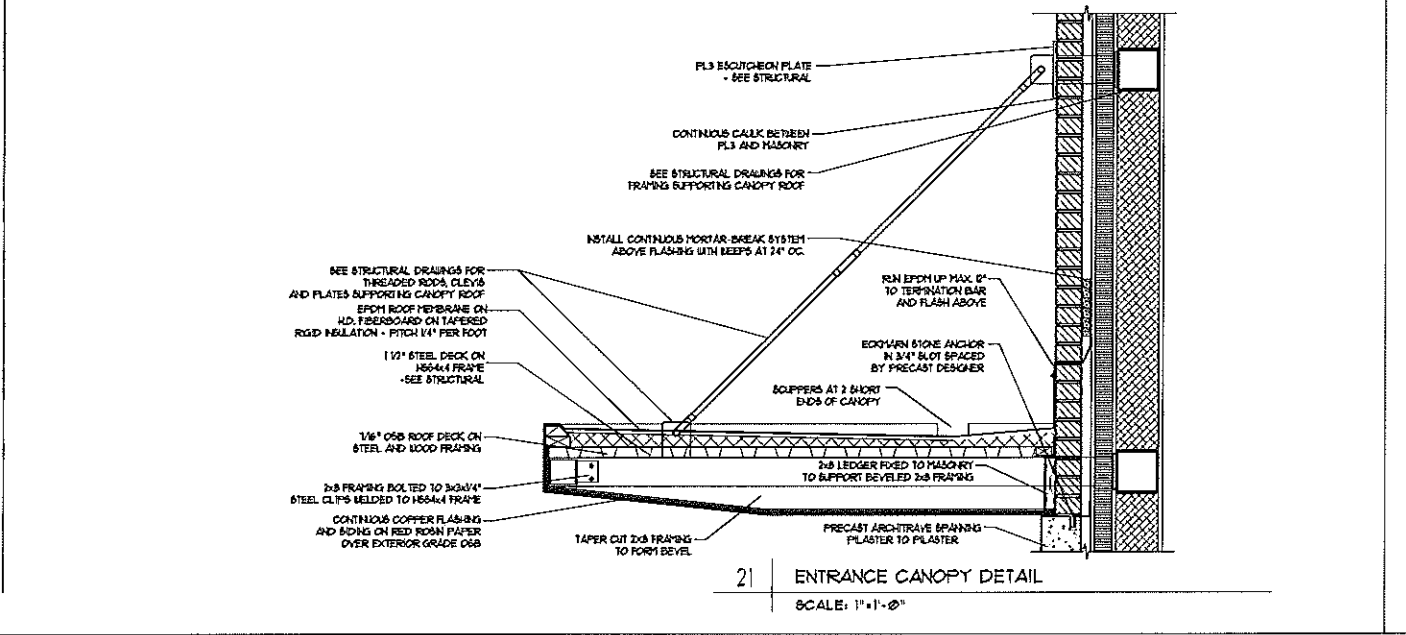 PL3 ESCUTCHEON PLATE
- SEE STRUCTURAL
CONTINUOUS CAULK BETWEEN
PL3 AND MASONRY
SEE STRUCTURAL DRAWINGS FOR
FRAMING SUPPORTING CANOPY ROOF
INSTALL CONTINUOUS MORTAR-BREAK SYSTEM
ABOVE FLASHING WITH WEEPS AT 24" OC.
SEE STRUCTURAL DRAWINGS FOR
THREADED RODS, CLEVIS
AND PLATES SUPPORTING CANOPY ROOF
RUN EPDM UP MAX. 12"
TO TERMINATION BAR
AND FLASH ABOVE
EPDM ROOF MEMBRANE ON
H.D. FIBERBOARD ON TAPERED
RIGID INSULATION - PITCH 1/4" PER FOOT
1 1/2" STEEL DECK ON
HSS4x4 FRAME
-SEE STRUCTURAL
ECKMARN STONE ANCHOR
IN 3/4" SLOT SPACED
BY PRECAST DESIGNER
SCUPPERS AT 2 SHORT
ENDS OF CANOPY
7/16" OSB ROOF DECK ON
STEEL AND WOOD FRAMING
2x8 LEDGER FIXED TO MASONRY
TO SUPPORT BEVELED 2x8 FRAMING
2x8 FRAMING BOLTED TO 3x3x1/4"
STEEL CLIPS WELDED TO HSS4x4 FRAME
CONTINUOUS COPPER FLASHING
AND SIDING ON RED ROSIN PAPER
OVER EXTERIOR GRADE OSB
TAPER CUT 2x8 FRAMING
TO FORM BEVEL
PRECAST ARCHITRAVE SPANNING
PILASTER TO PILASTER
21 ENTRANCE CANOPY DETAIL
SCALE: 1"=1'-0"